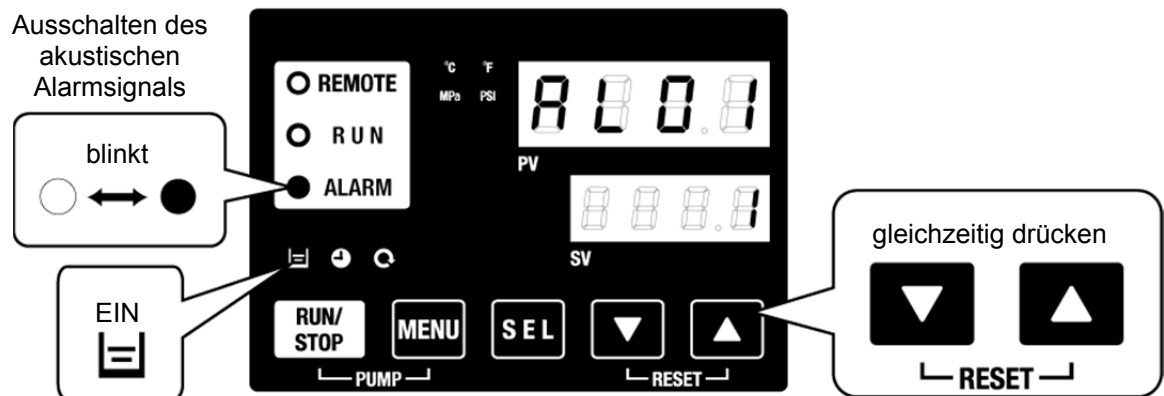 Ausschalten des
akustischen
Alarmsignals
blinkt
EIN
REMOTE
RUN
ALARM
°C °F
MPa PSI
AL01
PV
1
SV
RUN/
STOP
MENU
SEL
PUMP
RESET
gleichzeitig drücken
RESET